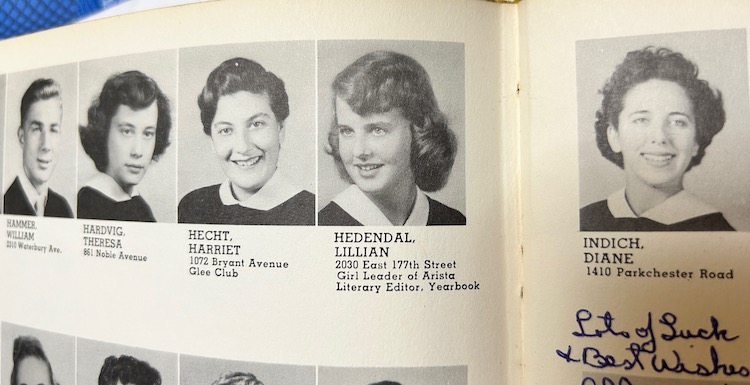 HAMMER,
WILLIAM
2310 Waterbury Ave.
HARDVIG,
THERESA
861 Noble Avenue
HECHT,
HARRIET
1072 Bryant Avenue
Glee Club
HEDENDAL,
LILLIAN
2030 East 177th Street
Girl Leader of Arista
Literary Editor, Yearbook
INDICH,
DIANE
1410 Parkchester Road
Lots of Luck
& Best Wishes